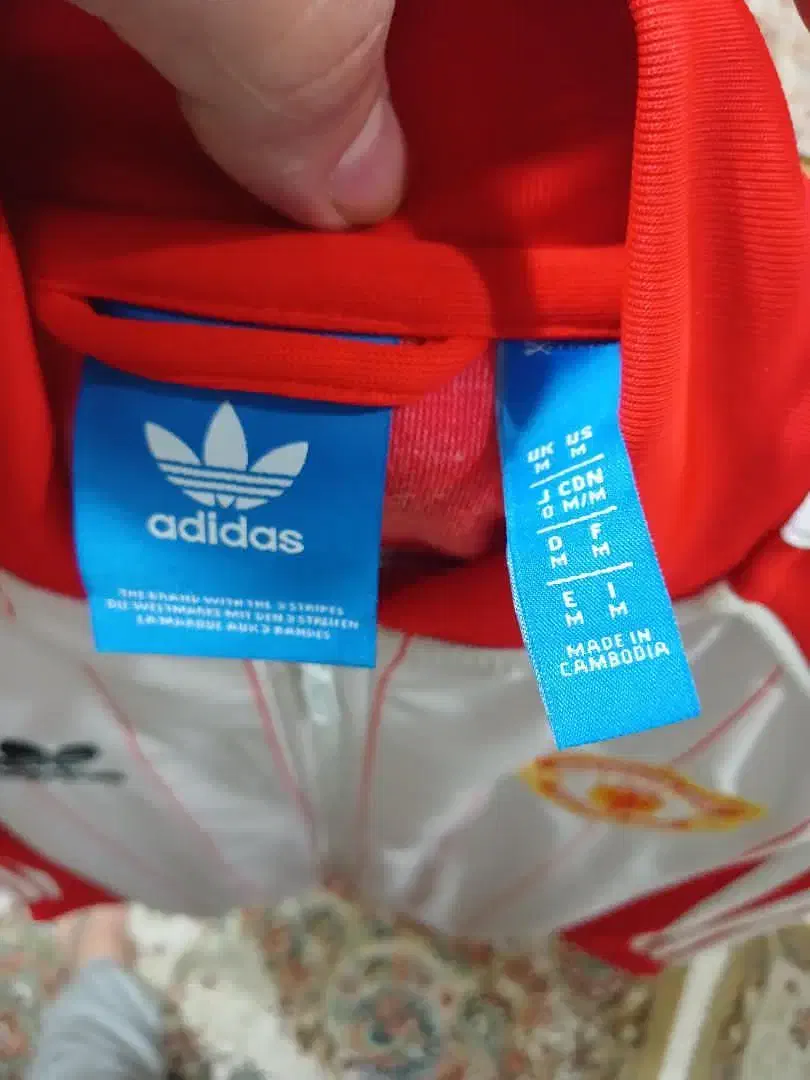 adidas
THE BRAND WITH THE 3 STRIPES
DIE WELTMARKE MIT DEN 3 STREIFEN
LA MARQUE AUX 3 BANDES
UK US
M M
J CDN
O M/M
D F
M M
E I
M M
MADE IN
CAMBODIA